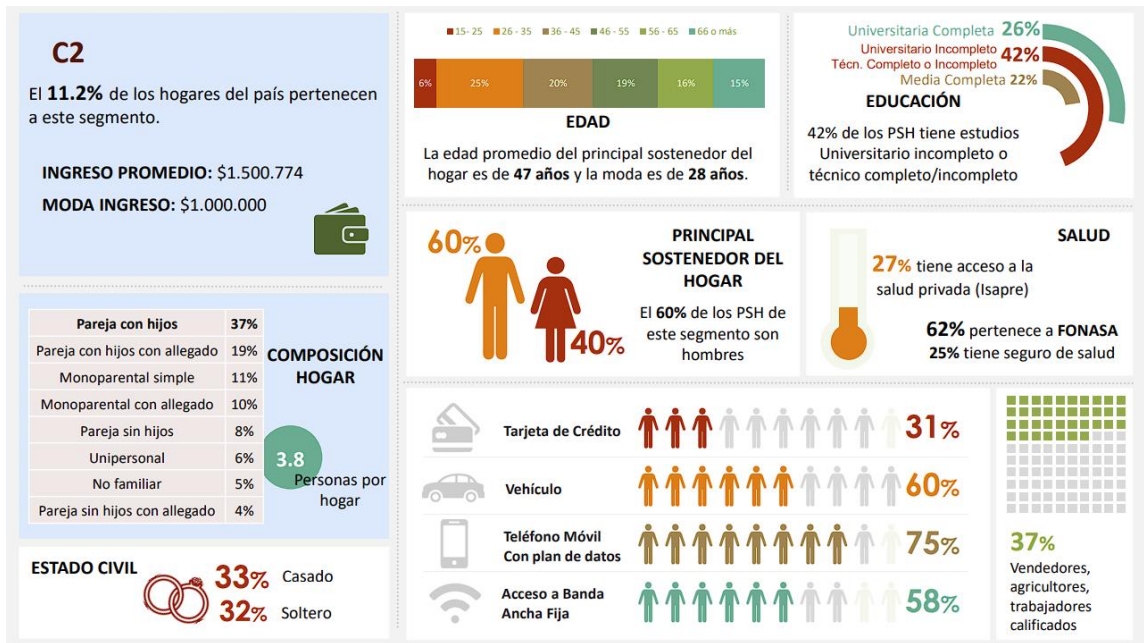 C2
El 11.2% de los hogares del país pertenecen
a este segmento.
INGRESO PROMEDIO: $1.500.774
MODA INGRESO: $1.000.000
Pareja con hijos 37%
Pareja con hijos con allegado 19%
Monoparental simple 11%
Monoparental con allegado 10%
Pareja sin hijos 8%
Unipersonal 6%
No familiar 5%
Pareja sin hijos con allegado 4%
COMPOSICIÓN
HOGAR
3.8
Personas por
hogar
ESTADO CIVIL
33% Casado
32% Soltero
15- 25 26 - 35 36 - 45 46 - 55 56 - 65 66 o más
6% 25% 20% 19% 16% 15%
EDAD
La edad promedio del principal sostenedor del
hogar es de 47 años y la moda es de 28 años.
Universitaria Completa 26%
Universitario Incompleto
Técn. Completo o Incompleto 42%
Media Completa 22%
EDUCACIÓN
42% de los PSH tiene estudios
Universitario incompleto o
técnico completo/incompleto
60%
40%
PRINCIPAL
SOSTENEDOR DEL
HOGAR
El 60% de los PSH de
este segmento son
hombres
SALUD
27% tiene acceso a la
salud privada (Isapre)
62% pertenece a FONASA
25% tiene seguro de salud
Tarjeta de Crédito 31%
Vehículo 60%
Teléfono Móvil
Con plan de datos 75%
Acceso a Banda
Ancha Fija 58%
37%
Vendedores,
agricultores,
trabajadores
calificados